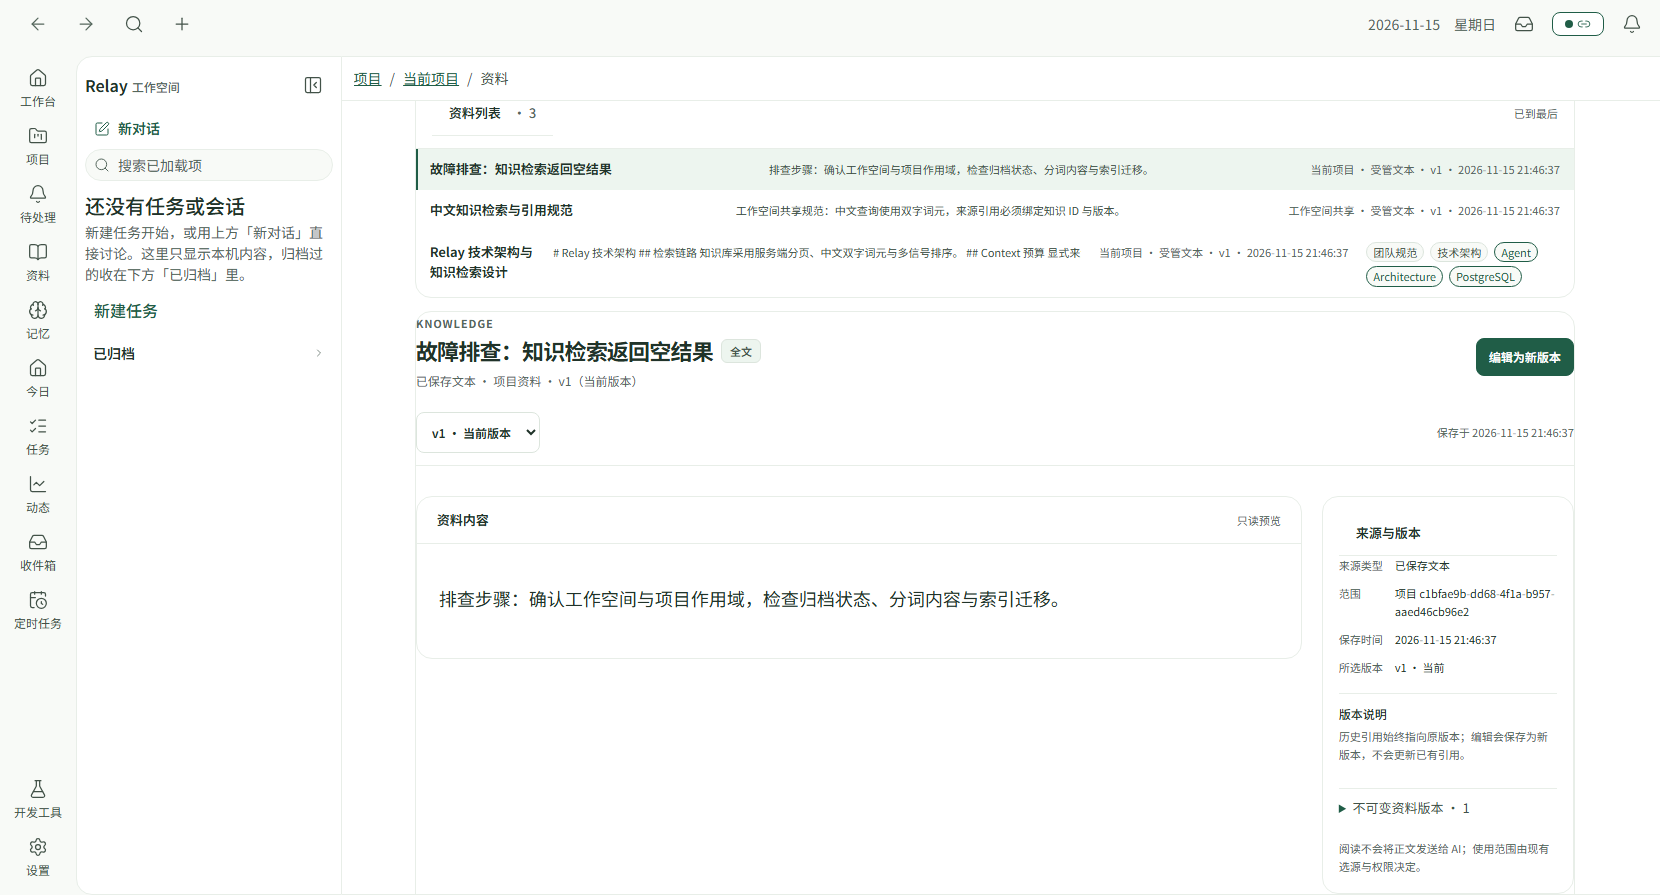 2026-11-15 星期日
工作台
项目
待处理
资料
记忆
今日
任务
动态
收件箱
定时任务
开发工具
设置
Relay 工作空间
新对话
搜索已加载项
还没有任务或会话
新建任务开始，或用上方「新对话」直
接讨论。这里只显示本机内容，归档过
的收在下方「已归档」里。
新建任务
已归档
项目 / 当前项目 / 资料
资料列表 · 3
已到最后
故障排查：知识检索返回空结果 排查步骤：确认工作空间与项目作用域，检查归档状态、分词内容与索引迁移。 当前项目 · 受管文本 · v1 · 2026-11-15 21:46:37
中文知识检索与引用规范 工作空间共享规范：中文查询使用双字词元，来源引用必须绑定知识 ID 与版本。 工作空间共享 · 受管文本 · v1 · 2026-11-15 21:46:37
Relay 技术架构与 # Relay 技术架构 ## 检索链路 知识库采用服务端分页、中文双字词元与多信号排序。 ## Context 预算 显式来 当前项目 · 受管文本 · v1 · 2026-11-15 21:46:37 团队规范 技术架构 Agent
知识检索设计 Architecture PostgreSQL
KNOWLEDGE
故障排查：知识检索返回空结果 全文
编辑为新版本
已保存文本 · 项目资料 · v1（当前版本）
v1 · 当前版本
保存于 2026-11-15 21:46:37
资料内容
只读预览
排查步骤：确认工作空间与项目作用域，检查归档状态、分词内容与索引迁移。
来源与版本
来源类型 已保存文本
范围 项目 c1bfae9b-dd68-4f1a-b957-
aaed46cb96e2
保存时间 2026-11-15 21:46:37
所选版本 v1 · 当前
版本说明
历史引用始终指向原版本；编辑会保存为新
版本，不会更新已有引用。
不可变资料版本 · 1
阅读不会将正文发送给 AI；使用范围由现有
选源与权限决定。